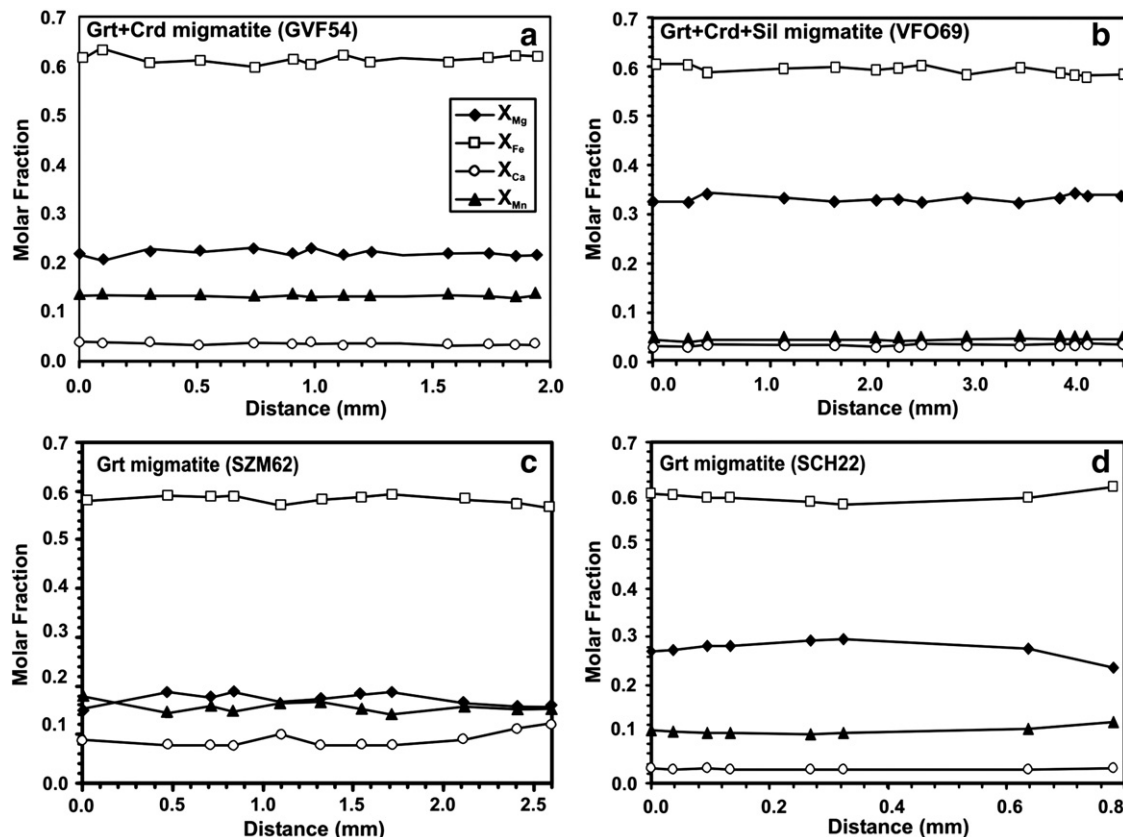 Grt+Crd migmatite (GVF54)
a
0.7
0.6
0.5
0.4
0.3
0.2
0.1
0.0
Molar Fraction
X Mg
X Fe
X Ca
X Mn
0.0 0.5 1.0 1.5 2.0
Distance (mm)
Grt+Crd+Sil migmatite (VFO69)
b
0.7
0.6
0.5
0.4
0.3
0.2
0.1
0.0
Molar Fraction
0.0 1.0 2.0 3.0 4.0
Distance (mm)
Grt migmatite (SZM62)
c
0.7
0.6
0.5
0.4
0.3
0.2
0.1
0.0
Molar Fraction
0.0 0.5 1.0 1.5 2.0 2.5
Distance (mm)
Grt migmatite (SCH22)
d
0.7
0.6
0.5
0.4
0.3
0.2
0.1
0.0
Molar Fraction
0.0 0.2 0.4 0.6 0.8
Distance (mm)